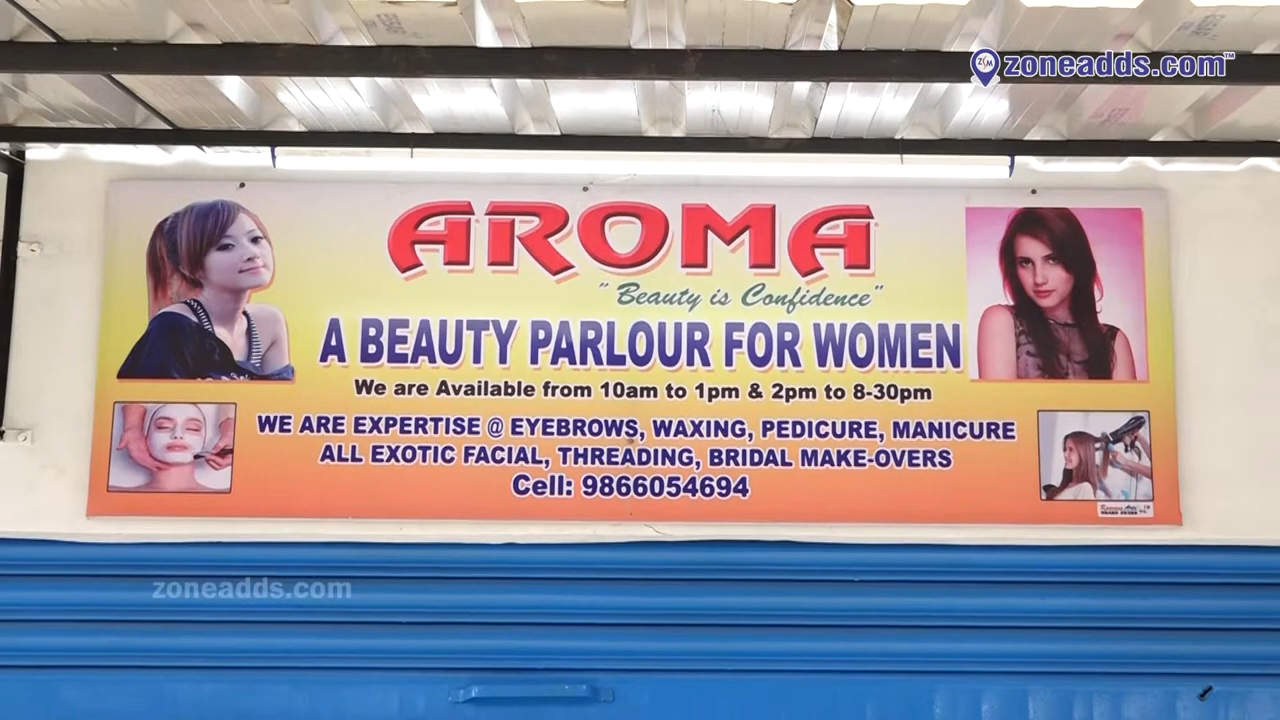 zoneadds.com™
AROMA
"Beauty is Confidence"
A BEAUTY PARLOUR FOR WOMEN
We are Available from 10am to 1pm & 2pm to 8-30pm
WE ARE EXPERTISE @ EYEBROWS, WAXING, PEDICURE, MANICURE
ALL EXOTIC FACIAL, THREADING, BRIDAL MAKE-OVERS
Cell: 9866054694
zoneadds.com